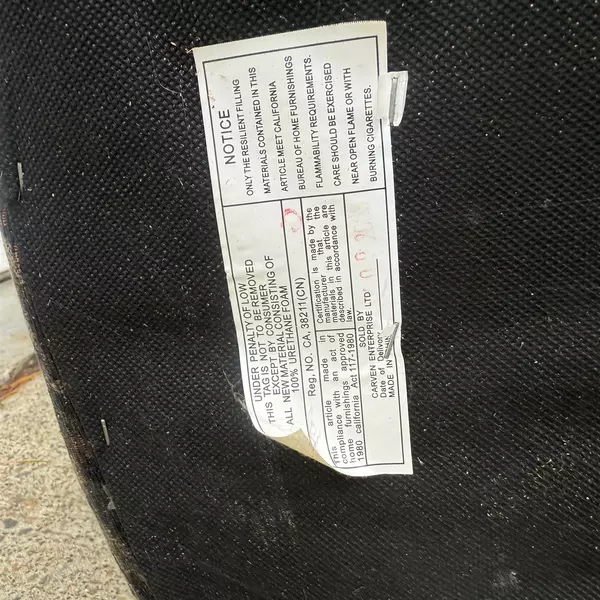 NOTICE
ONLY THE RESILIENT FILLING
MATERIALS CONTAINED IN THIS
ARTICLE MEET CALIFORNIA
BUREAU OF HOME FURNISHINGS
FLAMMABILITY REQUIREMENTS.
CARE SHOULD BE EXERCISED
NEAR OPEN FLAME OR WITH
BURNING CIGARETTES.
UNDER PENALTY OF LOW
THIS TAG IS NOT TO BE REMOVED
EXCEPT BY CONSUMER
ALL NEW MATERIAL CONSISTING OF
100% URETHANE FOAM
Reg. NO. CA, 38211(CN)
Certification is made by the
manufacturer that the
materials in this article are
described in accordance with
law.
This article made in
compliance with an act of
home furnishings approved
1980 california Act 117-1980
SOLD BY
CARVEN ENTERPRISE LTD
Date of Delivory
MADE IN